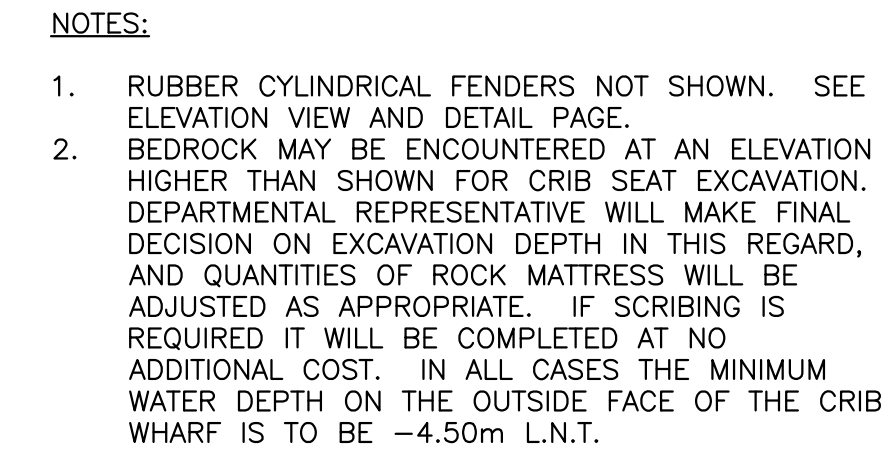 NOTES:
1. RUBBER CYLINDRICAL FENDERS NOT SHOWN. SEE
ELEVATION VIEW AND DETAIL PAGE.
2. BEDROCK MAY BE ENCOUNTERED AT AN ELEVATION
HIGHER THAN SHOWN FOR CRIB SEAT EXCAVATION.
DEPARTMENTAL REPRESENTATIVE WILL MAKE FINAL
DECISION ON EXCAVATION DEPTH IN THIS REGARD,
AND QUANTITIES OF ROCK MATTRESS WILL BE
ADJUSTED AS APPROPRIATE. IF SCRIBING IS
REQUIRED IT WILL BE COMPLETED AT NO
ADDITIONAL COST. IN ALL CASES THE MINIMUM
WATER DEPTH ON THE OUTSIDE FACE OF THE CRIB
WHARF IS TO BE −4.50m L.N.T.